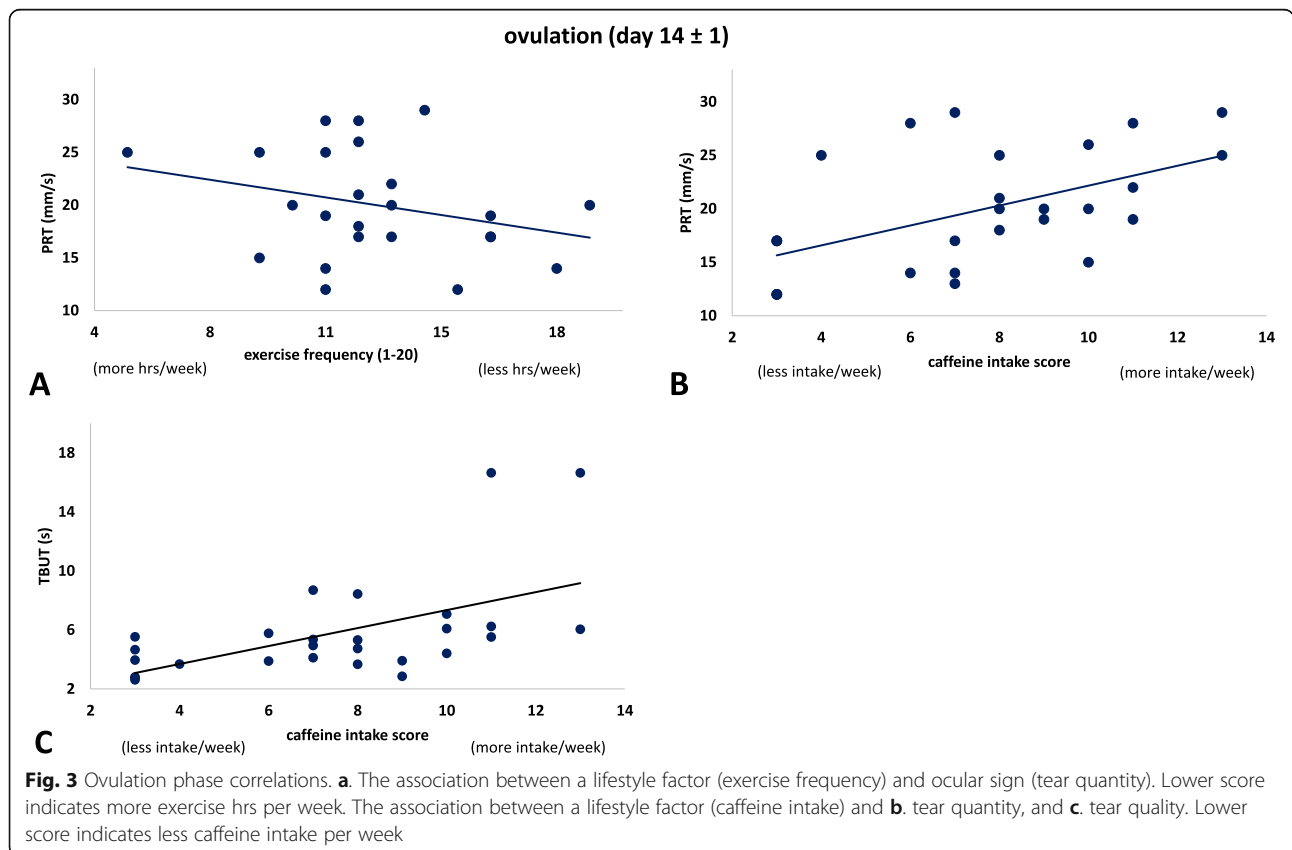 ovulation (day 14 ± 1)
30
25
20
15
10
PRT (mm/s)
4 8 11 15 18
exercise frequency (1-20)
(more hrs/week) (less hrs/week)
A
30
25
20
15
10
PRT (mm/s)
2 4 6 8 10 12 14
caffeine intake score
(less intake/week) (more intake/week)
B
18
14
10
6
2
TBUT (s)
2 4 6 8 10 12 14
caffeine intake score
(less intake/week) (more intake/week)
C
Fig. 3 Ovulation phase correlations. a. The association between a lifestyle factor (exercise frequency) and ocular sign (tear quantity). Lower score
indicates more exercise hrs per week. The association between a lifestyle factor (caffeine intake) and b. tear quantity, and c. tear quality. Lower
score indicates less caffeine intake per week